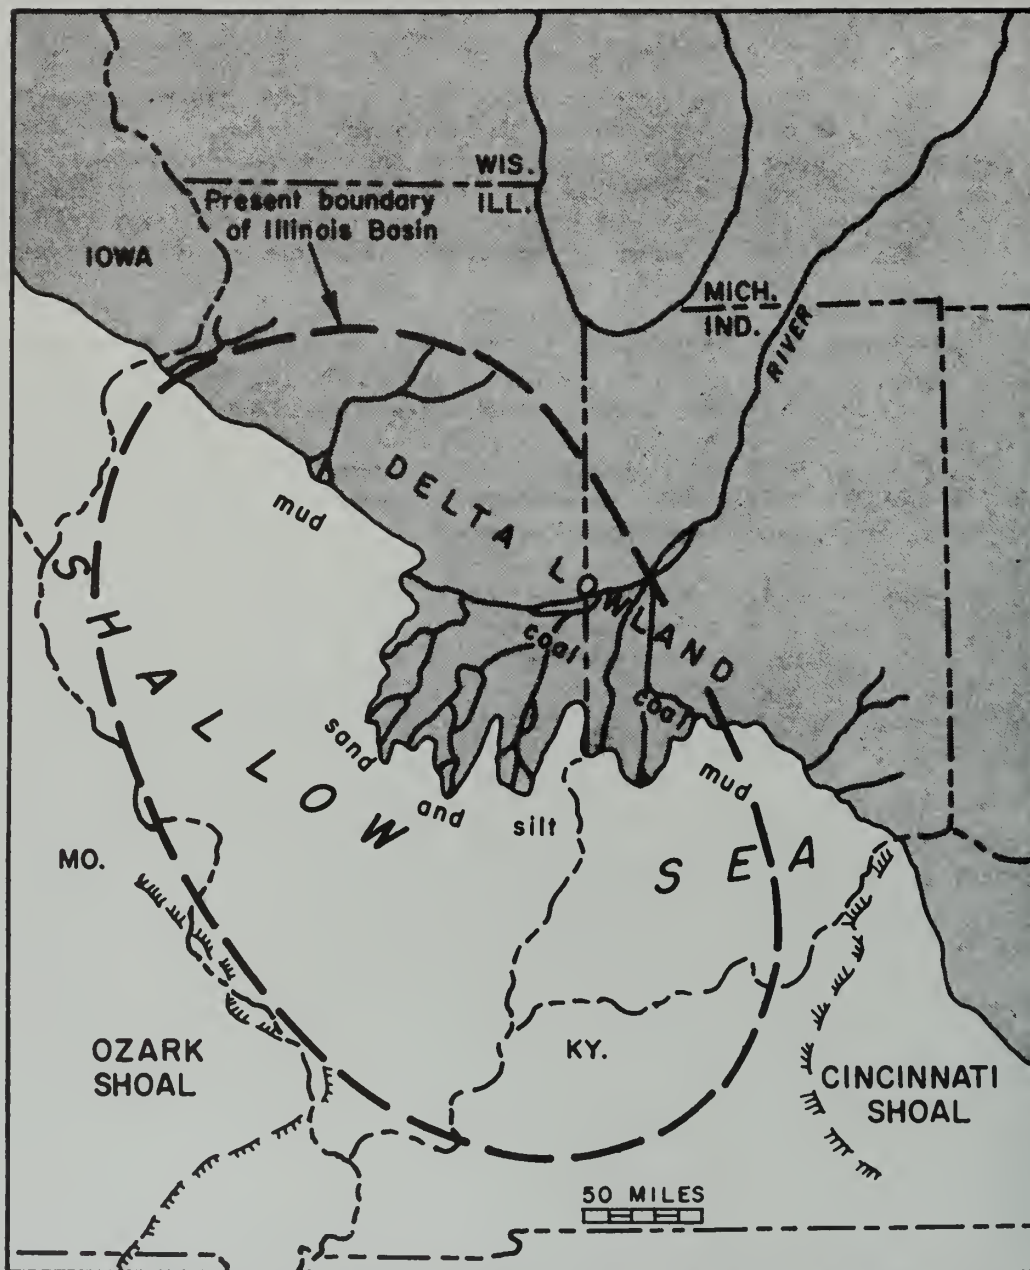 WIS.
ILL.
Present boundary
of Illinois Basin
IOWA
MICH.
IND.
RIVER
DELTA LOWLAND
mud
coal
coal
sand and silt
mud
SHALLOW SEA
MO.
OZARK
SHOAL
KY.
CINCINNATI
SHOAL
50 MILES